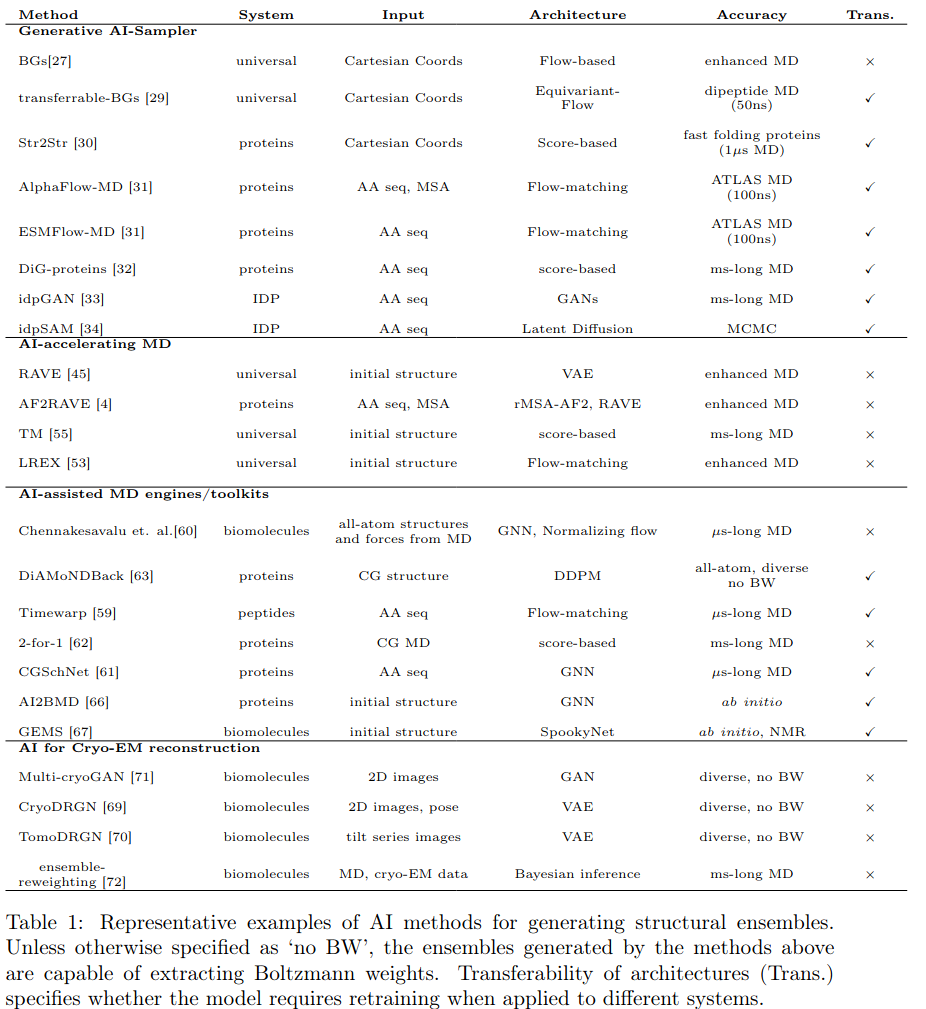 Method System Input Architecture Accuracy Trans.
Generative AI-Sampler
BGs[27] universal Cartesian Coords Flow-based enhanced MD ×
transferrable-BGs [29] universal Cartesian Coords Equivariant-Flow dipeptide MD (50ns) ✓
Str2Str [30] proteins Cartesian Coords Score-based fast folding proteins (1μs MD) ✓
AlphaFlow-MD [31] proteins AA seq, MSA Flow-matching ATLAS MD (100ns) ✓
ESMFlow-MD [31] proteins AA seq Flow-matching ATLAS MD (100ns) ✓
DiG-proteins [32] proteins AA seq score-based ms-long MD ✓
idpGAN [33] IDP AA seq GANs ms-long MD ✓
idpSAM [34] IDP AA seq Latent Diffusion MCMC ✓
AI-accelerating MD
RAVE [45] universal initial structure VAE enhanced MD ×
AF2RAVE [4] proteins AA seq, MSA rMSA-AF2, RAVE enhanced MD ×
TM [55] universal initial structure score-based ms-long MD ×
LREX [53] universal initial structure Flow-matching enhanced MD ×
AI-assisted MD engines/toolkits
Chennakesavalu et. al.[60] biomolecules all-atom structures and forces from MD GNN, Normalizing flow μs-long MD ×
DiAMoNDBack [63] proteins CG structure DDPM all-atom, diverse no BW ✓
Timewarp [59] peptides AA seq Flow-matching μs-long MD ✓
2-for-1 [62] proteins CG MD score-based ms-long MD ×
CGSchNet [61] proteins AA seq GNN μs-long MD ✓
AI2BMD [66] proteins initial structure GNN ab initio ✓
GEMS [67] biomolecules initial structure SpookyNet ab initio, NMR ✓
AI for Cryo-EM reconstruction
Multi-cryoGAN [71] biomolecules 2D images GAN diverse, no BW ×
CryoDRGN [69] biomolecules 2D images, pose VAE diverse, no BW ×
TomoDRGN [70] biomolecules tilt series images VAE diverse, no BW ×
ensemble-reweighting [72] biomolecules MD, cryo-EM data Bayesian inference ms-long MD ×
Table 1: Representative examples of AI methods for generating structural ensembles.
Unless otherwise specified as ‘no BW’, the ensembles generated by the methods above
are capable of extracting Boltzmann weights. Transferability of architectures (Trans.)
specifies whether the model requires retraining when applied to different systems.